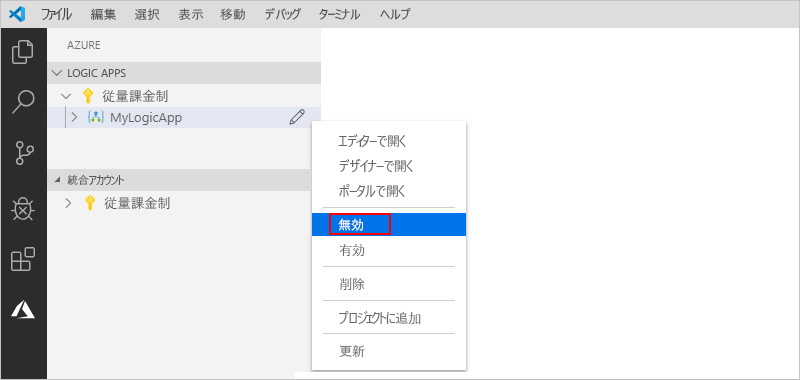 ファイル 編集 選択 表示 移動 デバッグ ターミナル ヘルプ
AZURE
LOGIC APPS
従量課金制
MyLogicApp
統合アカウント
従量課金制
エディターで開く
デザイナーで開く
ポータルで開く
無効
有効
削除
プロジェクトに追加
更新